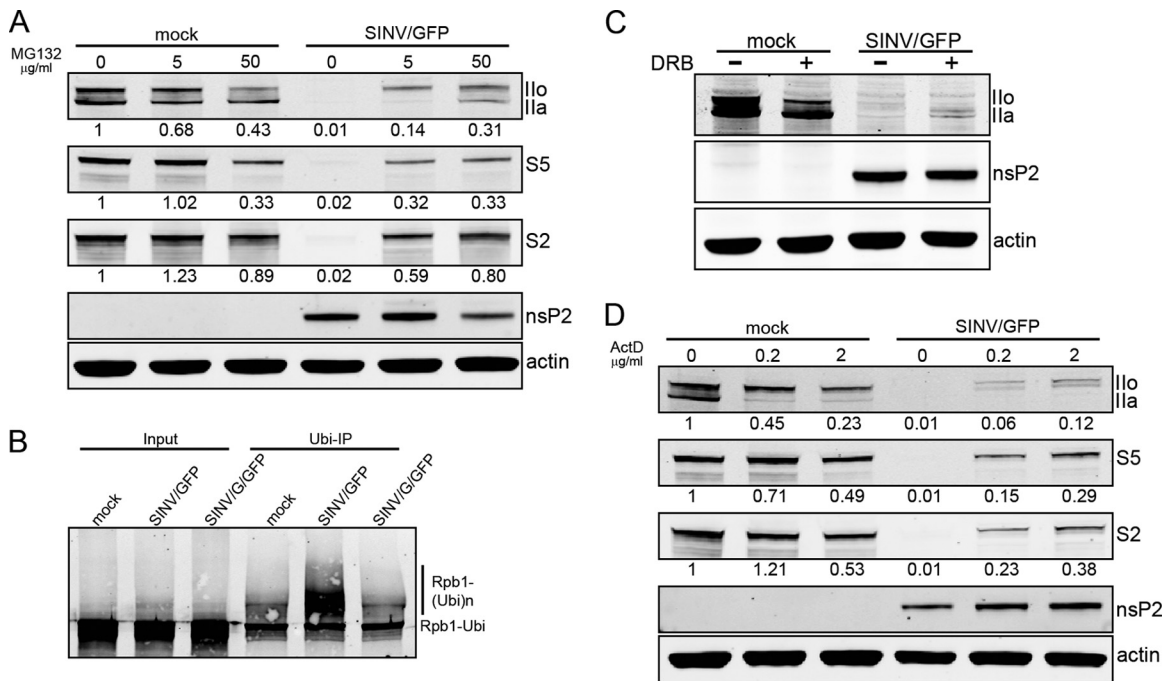 A
mock SINV/GFP
MG132
µg/ml
0 5 50 0 5 50
IIo
IIa
1 0.68 0.43 0.01 0.14 0.31
S5
1 1.02 0.33 0.02 0.32 0.33
S2
1 1.23 0.89 0.02 0.59 0.80
nsP2
actin
B
Input Ubi-IP
mock SINV/GFP SINV/G/GFP mock SINV/GFP SINV/G/GFP
Rpb1-
(Ubi)n
Rpb1-Ubi
C
mock SINV/GFP
DRB - + - +
IIo
IIa
nsP2
actin
D
mock SINV/GFP
ActD
µg/ml
0 0.2 2 0 0.2 2
IIo
IIa
1 0.45 0.23 0.01 0.06 0.12
S5
1 0.71 0.49 0.01 0.15 0.29
S2
1 1.21 0.53 0.01 0.23 0.38
nsP2
actin